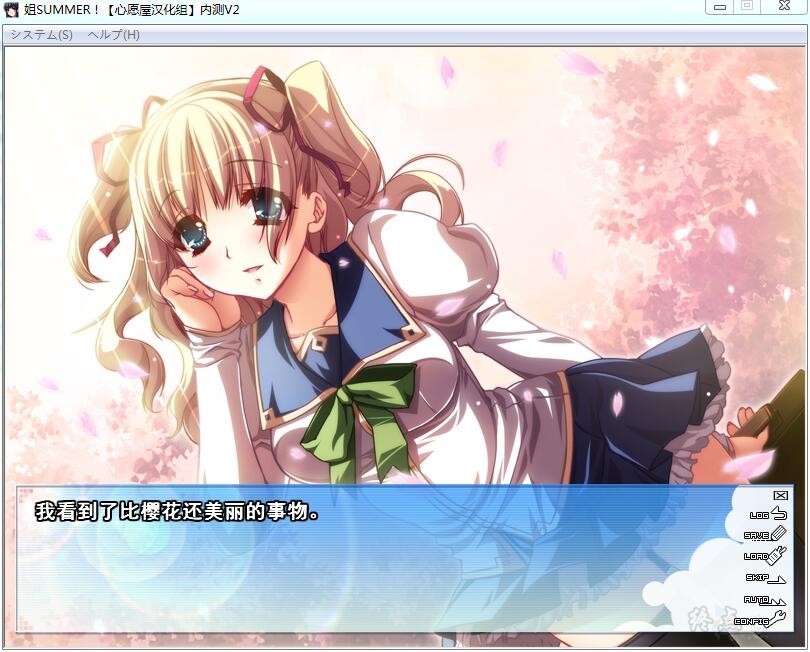 姐SUMMER！【心愿屋汉化组】内测V2
システム(S) ヘルプ(H)
我看到了比樱花还美丽的事物。
LOG
SAVE
LOAD
SKIP
AUTO
CONFIG